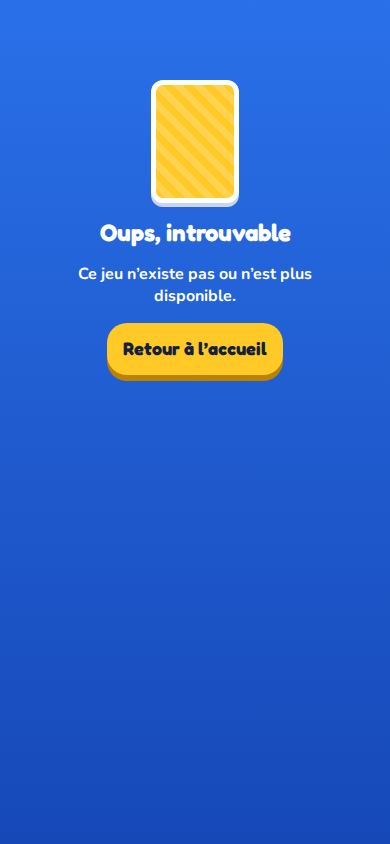 Oups, introuvable
Ce jeu n’existe pas ou n’est plus
disponible.
Retour à l’accueil